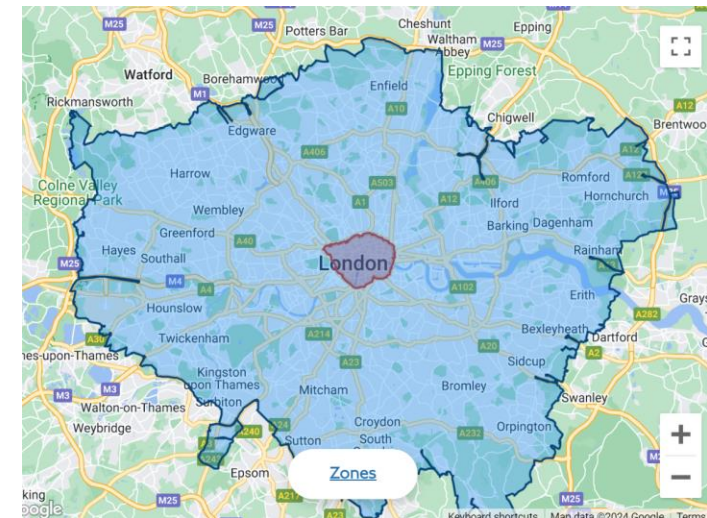 M25
Potters Bar
Cheshunt
Waltham
Abbey
Epping
M25
Watford
Borehamwood
Enfield
Epping Forest
M1
Rickmansworth
A10
Chigwell
A12
Edgware
Brentwoo
A406
Harrow
A503
A406
A12
Romford
A12
Colne Valley
Regional Park
A1
A12
Ilford
Hornchurch
M25
Wembley
Barking
Dagenham
Greenford
A40
Hayes
Southall
London
Rainham
M25
M4
A4
A102
Erith
Hounslow
Grays
A282
A30
A214
Bexleyheath
Dartford
Twickenham
A20
A2
nes-upon-Thames
A23
Sidcup
Kingston
upon Thames
Mitcham
Bromley
M3
M3
Surbiton
Swanley
Walton-on-Thames
Weybridge
Croydon
Orpington
A240
A24
South
A232
Sutton
Epsom
Zones
king
A217
M25
A23
M25
oogle
Keyboard shortcuts
Map data ©2024 Google
Terms